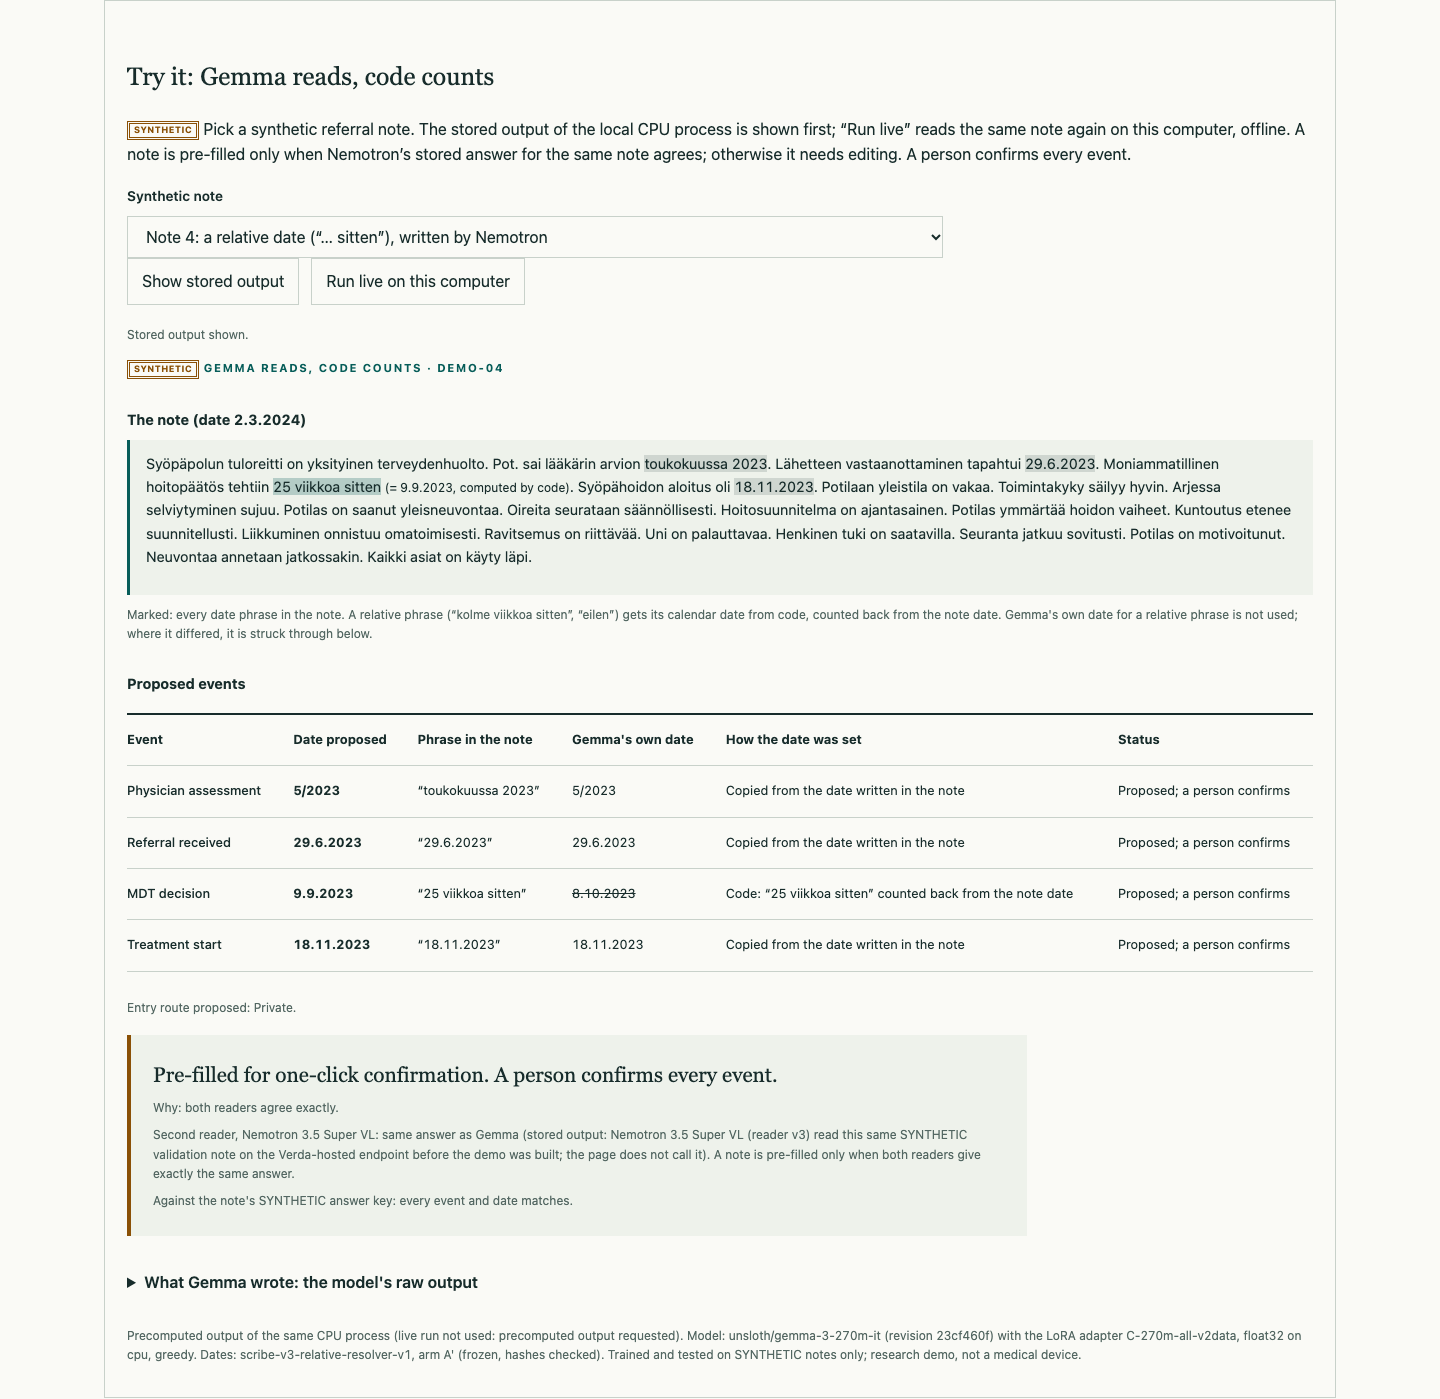 Try it: Gemma reads, code counts
SYNTHETIC Pick a synthetic referral note. The stored output of the local CPU process is shown first; “Run live” reads the same note again on this computer, offline. A
note is pre-filled only when Nemotron’s stored answer for the same note agrees; otherwise it needs editing. A person confirms every event.
Synthetic note
Note 4: a relative date (“… sitten”), written by Nemotron
Show stored output Run live on this computer
Stored output shown.
SYNTHETIC GEMMA READS, CODE COUNTS · DEMO-04
The note (date 2.3.2024)
Syöpäpolun tuloreitti on yksityinen terveydenhuolto. Pot. sai lääkärin arvion toukokuussa 2023. Lähetteen vastaanottaminen tapahtui 29.6.2023. Moniammatillinen
hoitopäätös tehtiin 25 viikkoa sitten (= 9.9.2023, computed by code). Syöpähoidon aloitus oli 18.11.2023. Potilaan yleistila on vakaa. Toimintakyky säilyy hyvin. Arjessa
selviytyminen sujuu. Potilas on saanut yleisneuvontaa. Oireita seurataan säännöllisesti. Hoitosuunnitelma on ajantasainen. Potilas ymmärtää hoidon vaiheet. Kuntoutus etenee
suunnitellusti. Liikkuminen onnistuu omatoimisesti. Ravitsemus on riittävää. Uni on palauttavaa. Henkinen tuki on saatavilla. Seuranta jatkuu sovitusti. Potilas on motivoitunut.
Neuvontaa annetaan jatkossakin. Kaikki asiat on käyty läpi.
Marked: every date phrase in the note. A relative phrase (“kolme viikkoa sitten”, “eilen”) gets its calendar date from code, counted back from the note date. Gemma's own date for a relative phrase is not used;
where it differed, it is struck through below.
Proposed events
Event Date proposed Phrase in the note Gemma's own date How the date was set Status
Physician assessment 5/2023 “toukokuussa 2023” 5/2023 Copied from the date written in the note Proposed; a person confirms
Referral received 29.6.2023 “29.6.2023” 29.6.2023 Copied from the date written in the note Proposed; a person confirms
MDT decision 9.9.2023 “25 viikkoa sitten” 8.10.2023 Code: “25 viikkoa sitten” counted back from the note date Proposed; a person confirms
Treatment start 18.11.2023 “18.11.2023” 18.11.2023 Copied from the date written in the note Proposed; a person confirms
Entry route proposed: Private.
Pre-filled for one-click confirmation. A person confirms every event.
Why: both readers agree exactly.
Second reader, Nemotron 3.5 Super VL: same answer as Gemma (stored output: Nemotron 3.5 Super VL (reader v3) read this same SYNTHETIC
validation note on the Verda-hosted endpoint before the demo was built; the page does not call it). A note is pre-filled only when both readers give
exactly the same answer.
Against the note's SYNTHETIC answer key: every event and date matches.
What Gemma wrote: the model's raw output
Precomputed output of the same CPU process (live run not used: precomputed output requested). Model: unsloth/gemma-3-270m-it (revision 23cf460f) with the LoRA adapter C-270m-all-v2data, float32 on
cpu, greedy. Dates: scribe-v3-relative-resolver-v1, arm A' (frozen, hashes checked). Trained and tested on SYNTHETIC notes only; research demo, not a medical device.